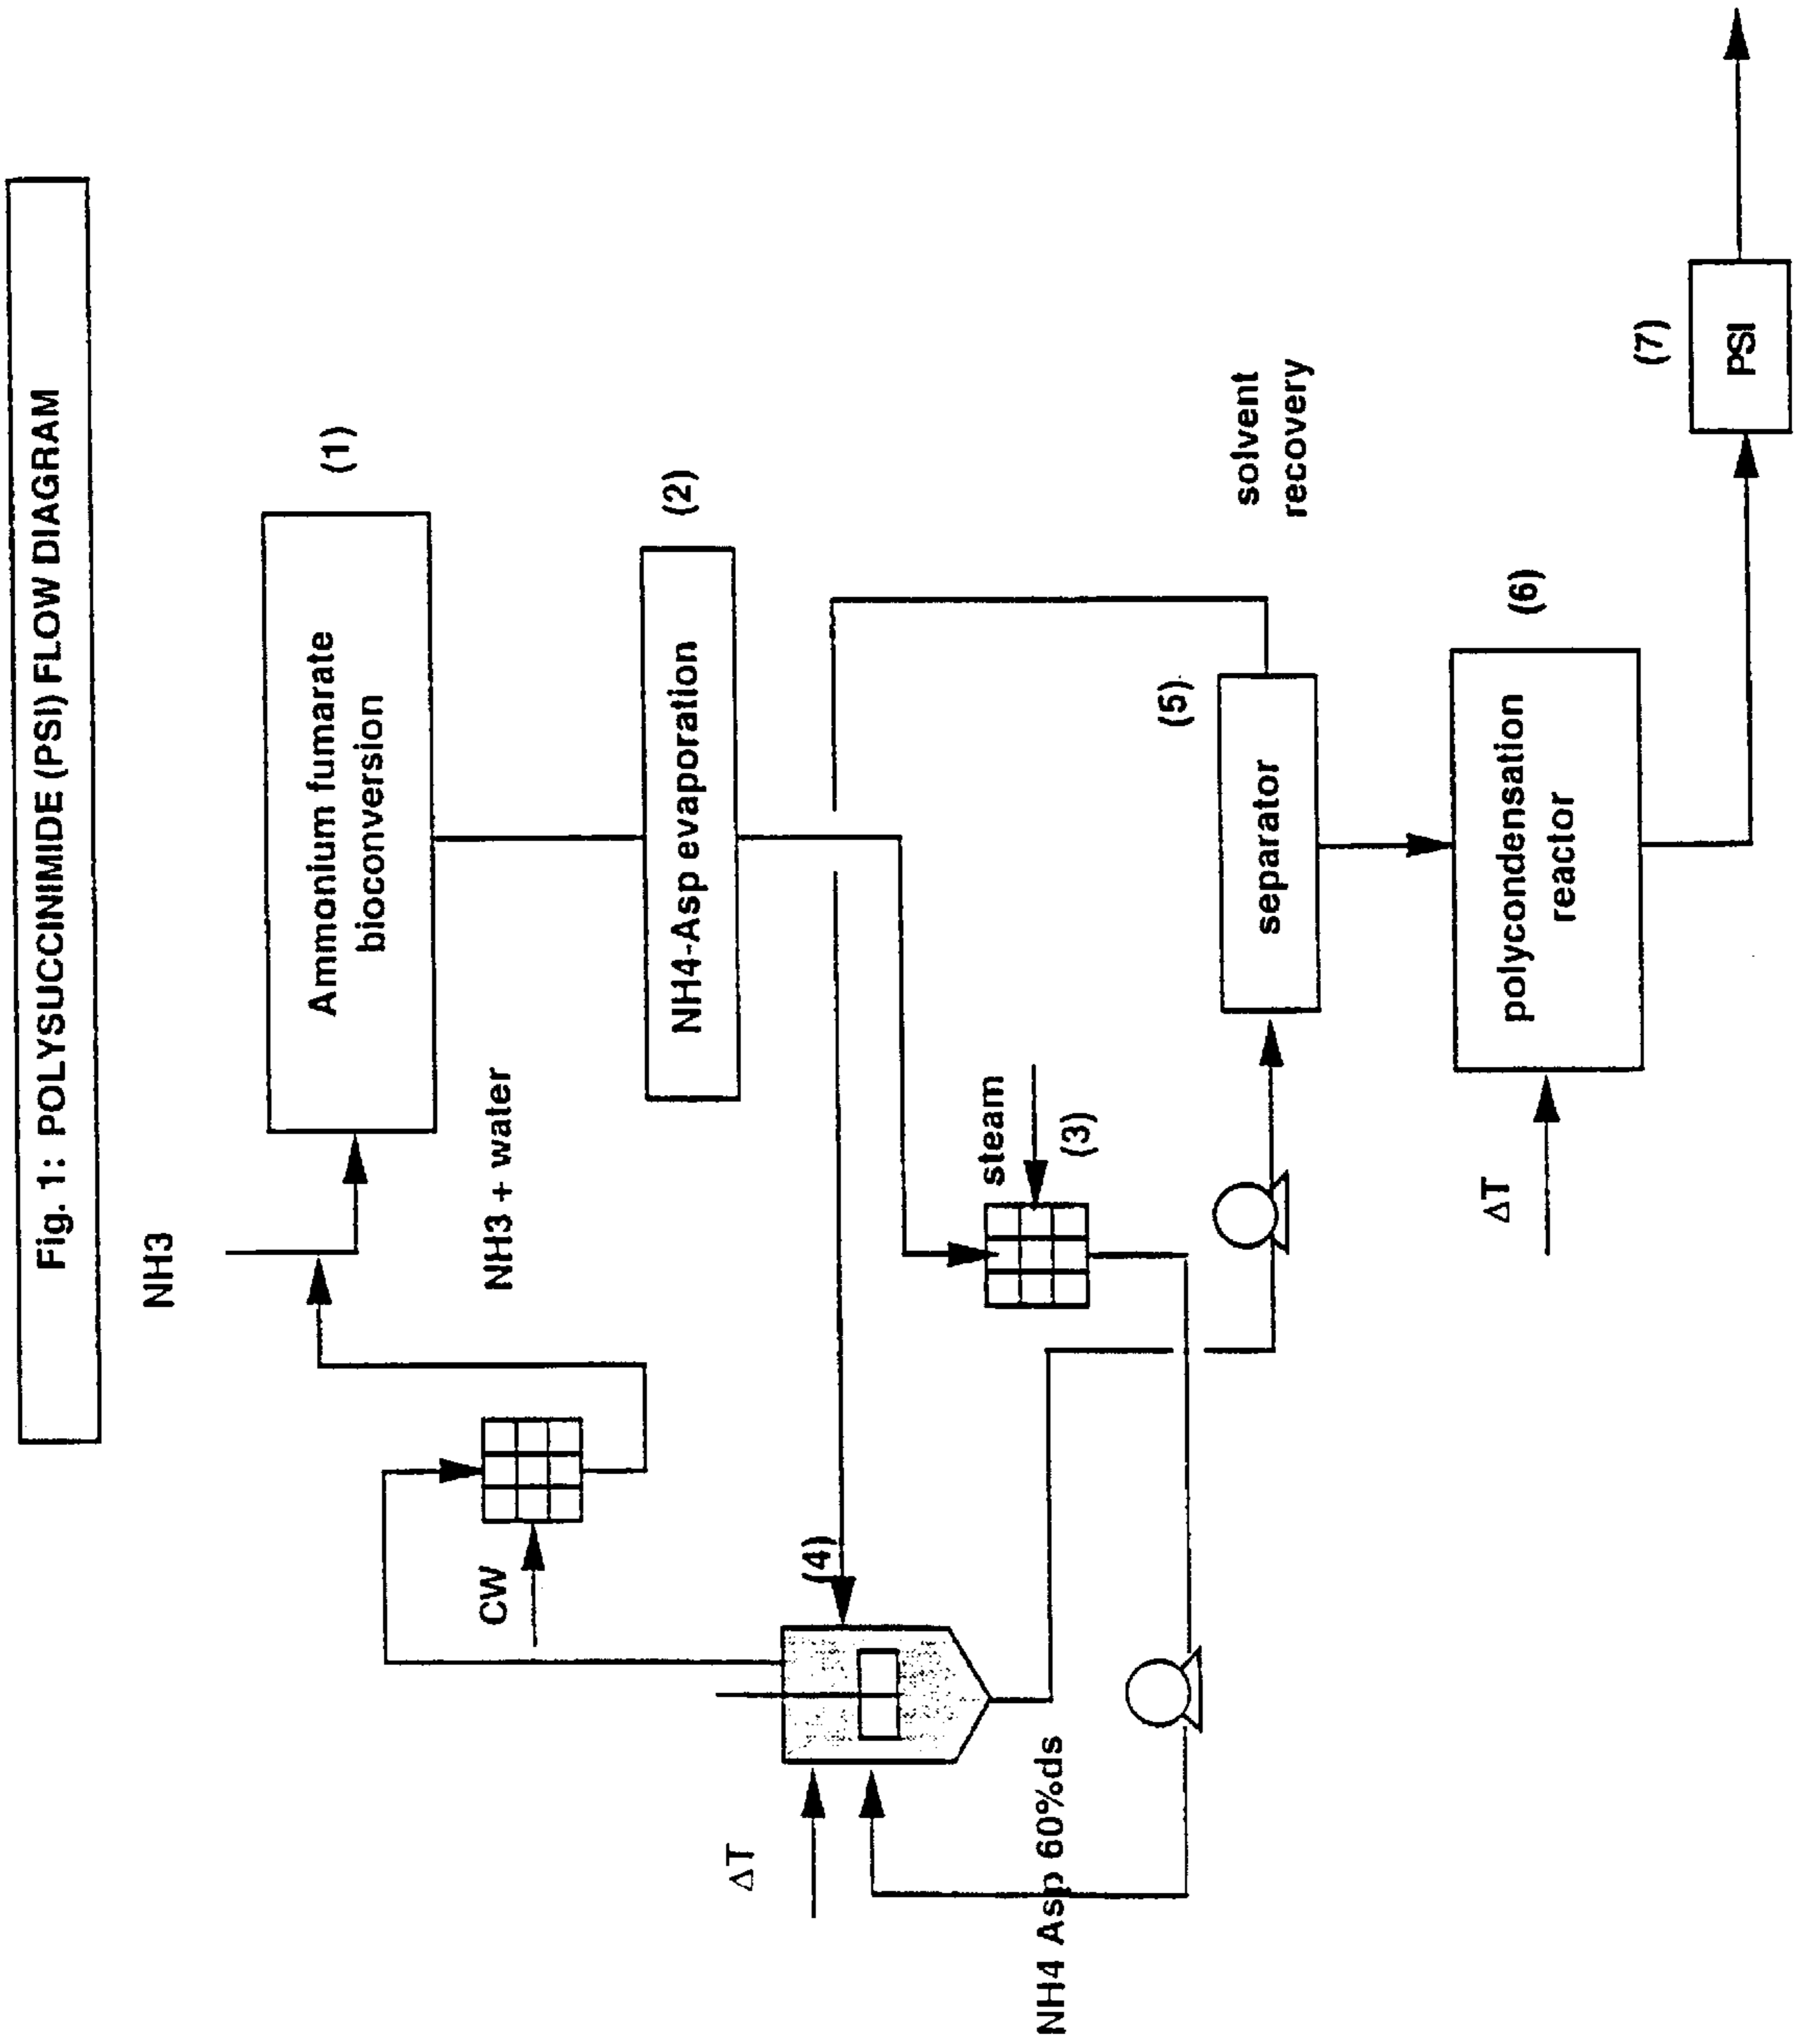 Fig. 1: POLYSUCCINIMIDE (PSI) FLOW DIAGRAM
NH3
Ammonium fumarate
bioconversion
(1)
NH3 + water
CW
NH4-Asp evaporation
(2)
ΔT
(4)
steam
(3)
NH4 Asp 60%ds
separator
(5)
solvent
recovery
ΔT
polycondensation
reactor
(6)
PSI
(7)